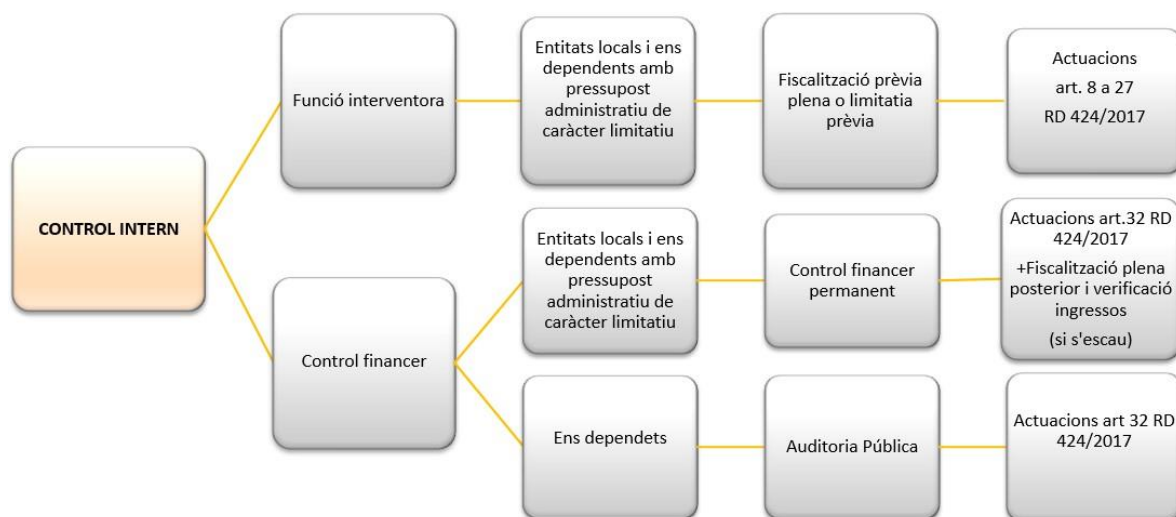 CONTROL INTERN
Funció interventora
Entitats locals i ens
dependents amb
pressupost
administratiu de
caràcter limitatiu
Fiscalització prèvia
plena o limitatia
prèvia
Actuacions
art. 8 a 27
RD 424/2017
Control financer
Entitats locals i ens
dependents amb
pressupost
administratiu de
caràcter limitatiu
Control financer
permanent
Actuacions art.32 RD
424/2017
+Fiscalització plena
posterior i verificació
ingressos
(si s'escau)
Ens dependets
Auditoria Pública
Actuacions art 32 RD
424/2017